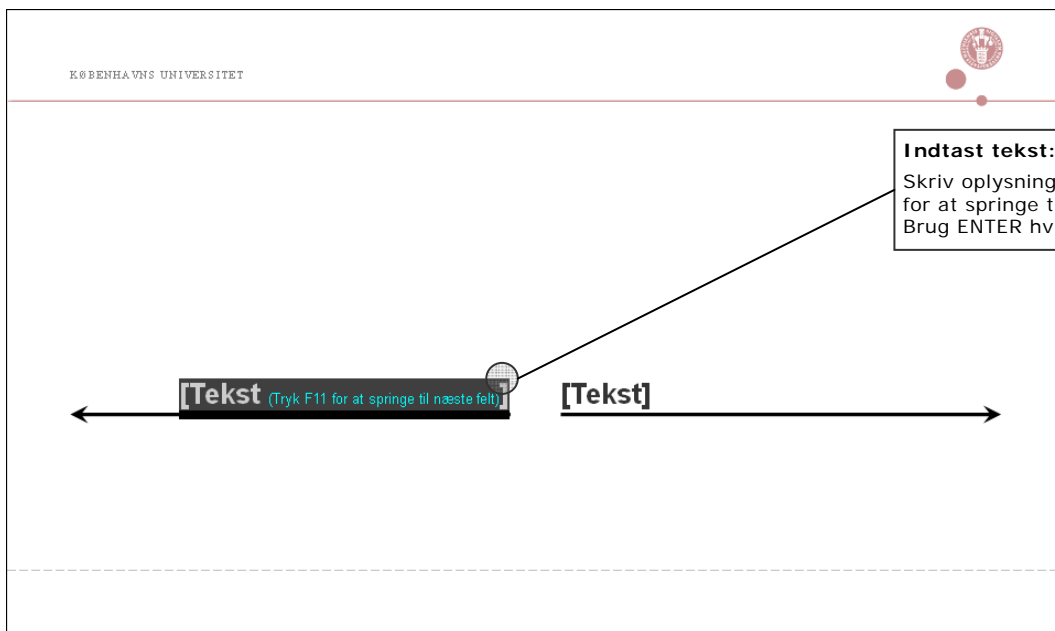 KØBENHAVNS UNIVERSITET
Indtast tekst:
Skriv oplysning
for at springe t
Brug ENTER hv
[Tekst (Tryk F11 for at springe til næste felt)]
[Tekst]